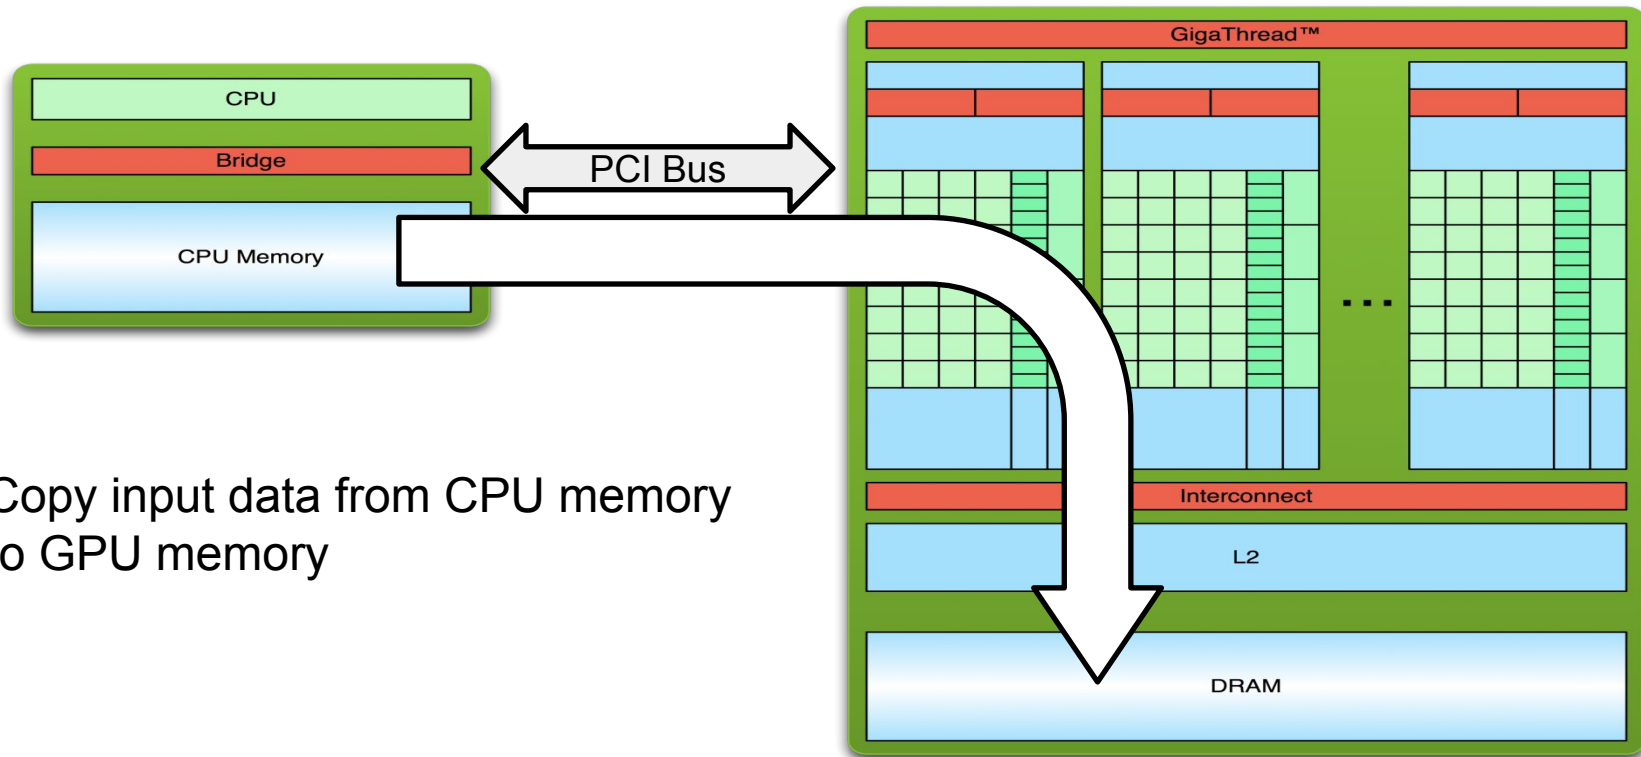 GigaThread™
CPU
Bridge
PCI Bus
CPU Memory
...
Copy input data from CPU memory
o GPU memory
Interconnect
L2
DRAM